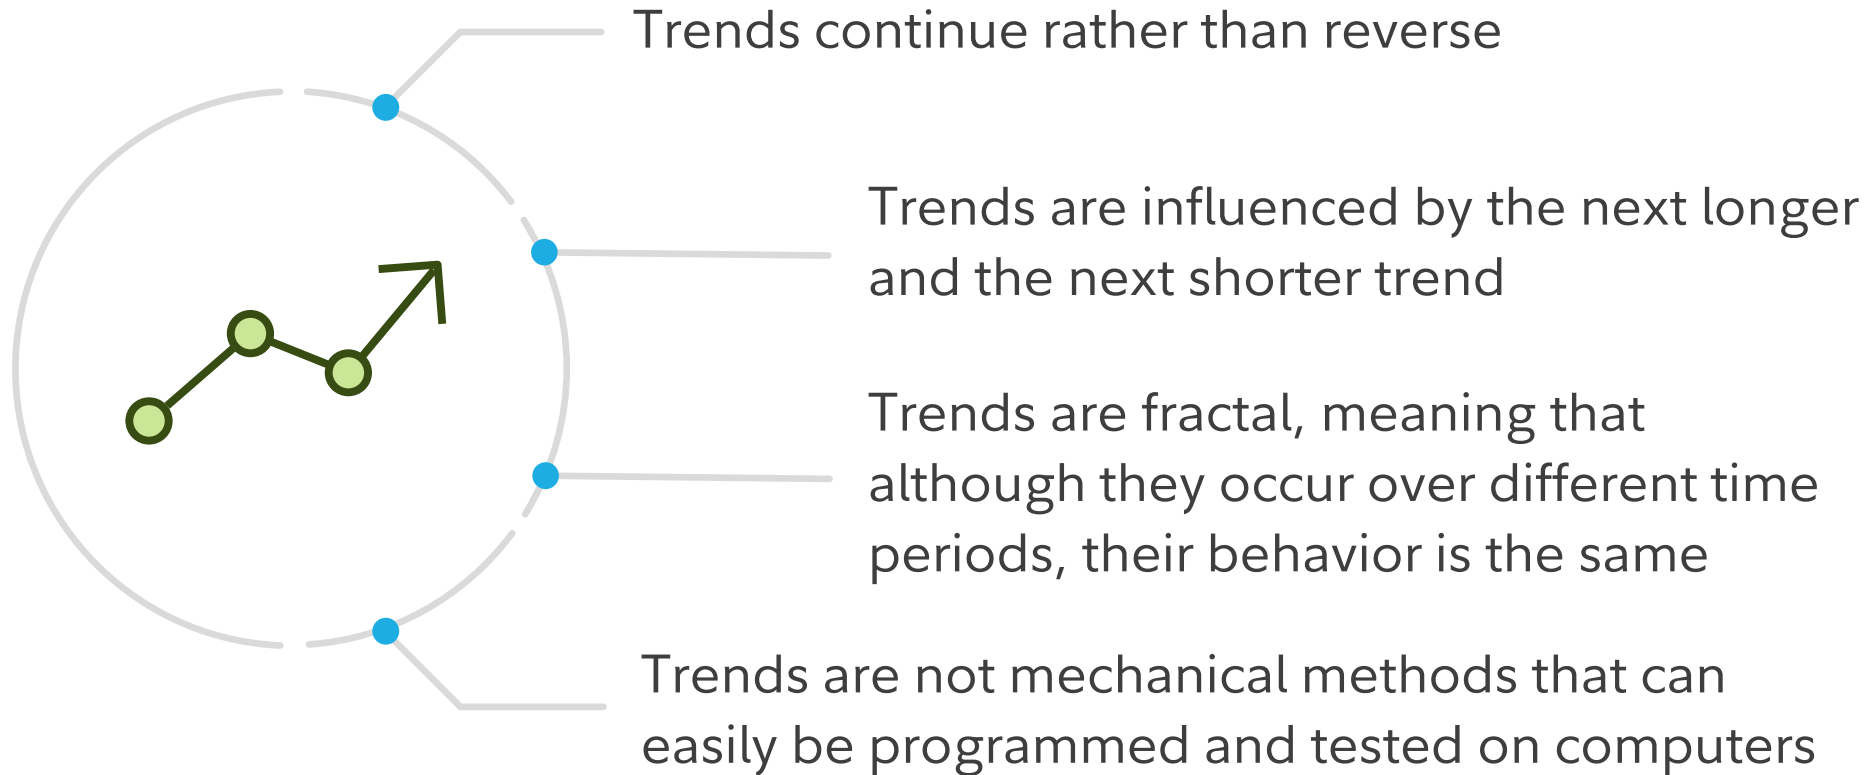 Trends continue rather than reverse
Trends are influenced by the next longer
and the next shorter trend
Trends are fractal, meaning that
although they occur over different time
periods, their behavior is the same
Trends are not mechanical methods that can
easily be programmed and tested on computers